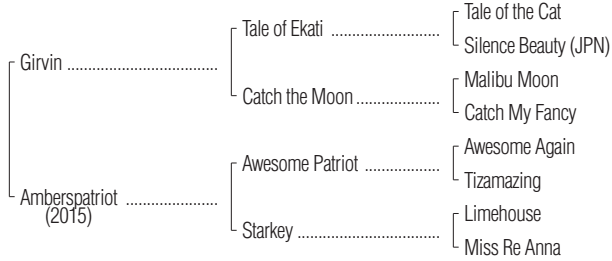 Tale of the Cat
Tale of Ekati ....................
Silence Beauty (JPN)
Girvin .....................................
Malibu Moon
Catch the Moon .....................
Catch My Fancy
Awesome Again
Awesome Patriot ...................
Tizamazing
Amberspatriot ......................
(2015)
Limehouse
Starkey ...................................
Miss Re Anna